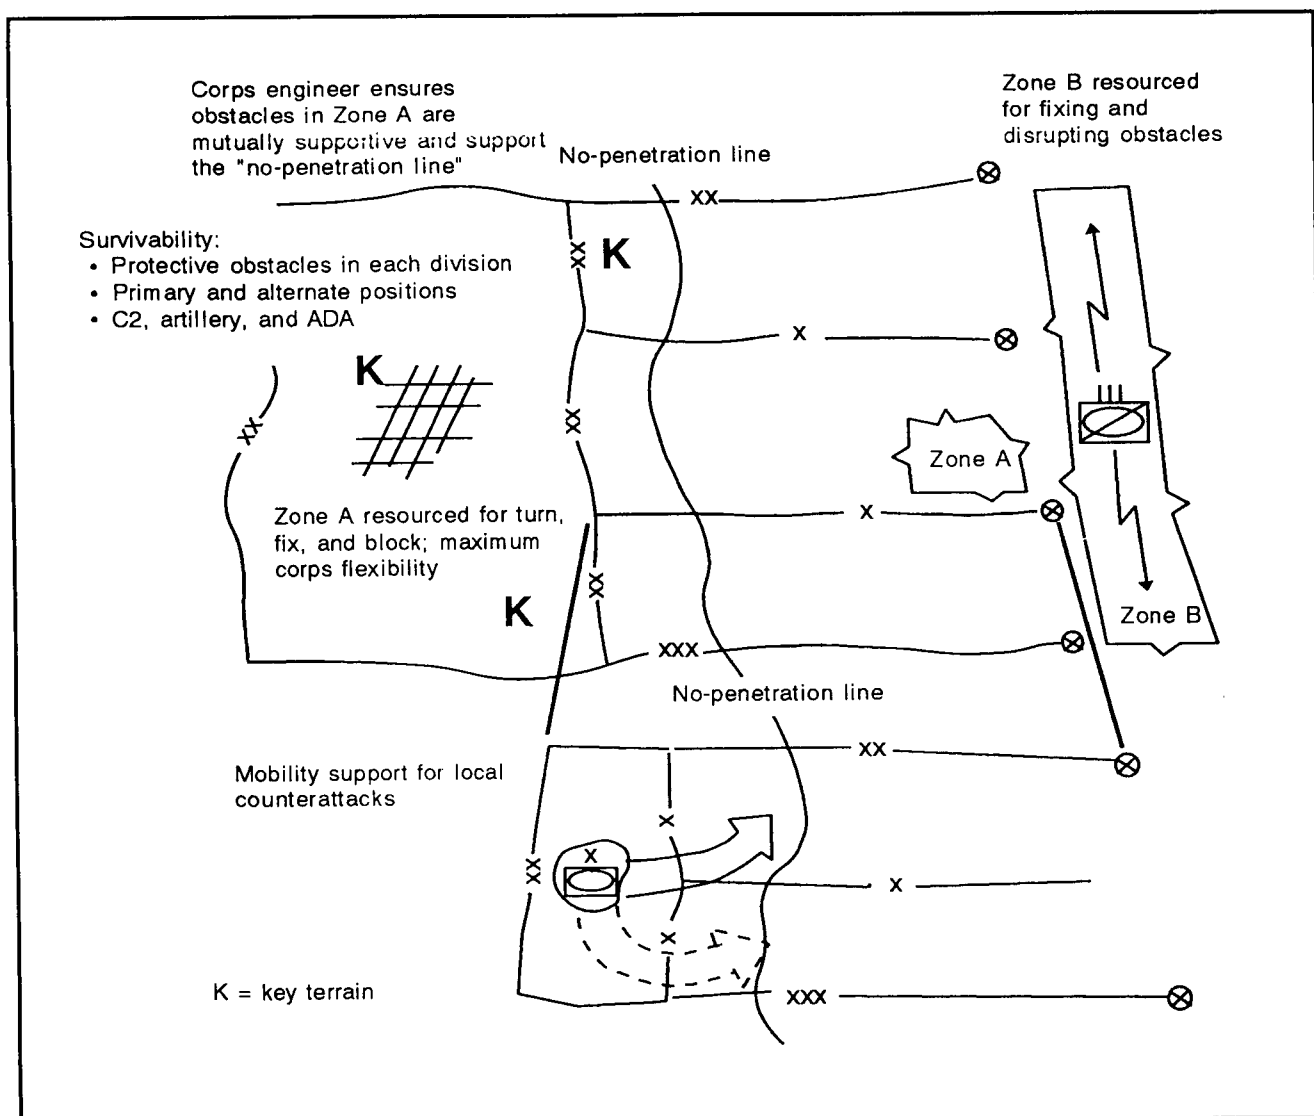 Corps engineer ensures
obstacles in Zone A are
mutually supportive and support
the "no-penetration line"
No-penetration line
Zone B resourced
for fixing and
disrupting obstacles
XX
Survivability:
• Protective obstacles in each division
• Primary and alternate positions
• C2, artillery, and ADA
XX
K
X
K
XX
XX
Zone A
Zone A resourced for turn,
fix, and block; maximum
corps flexibility
X
XX
K
Zone B
XXX
No-penetration line
XX
Mobility support for local
counterattacks
X
X
XX
X
X
K = key terrain
XXX